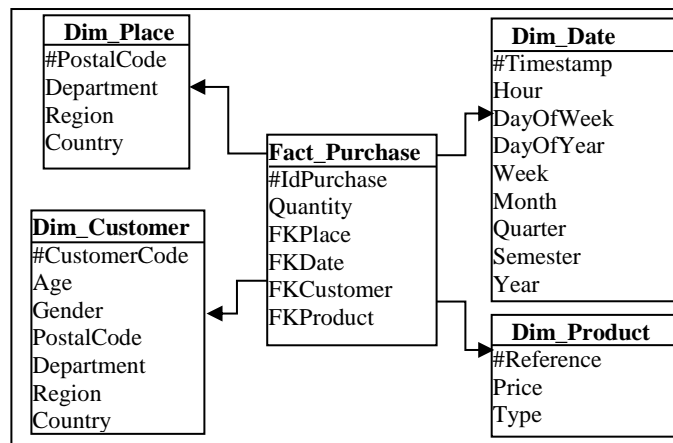 Dim_Place
#PostalCode
Department
Region
Country
Dim_Customer
#CustomerCode
Age
Gender
PostalCode
Department
Region
Country
Fact_Purchase
#IdPurchase
Quantity
FKPlace
FKDate
FKCustomer
FKProduct
Dim_Date
#Timestamp
Hour
DayOfWeek
DayOfYear
Week
Month
Quarter
Semester
Year
Dim_Product
#Reference
Price
Type